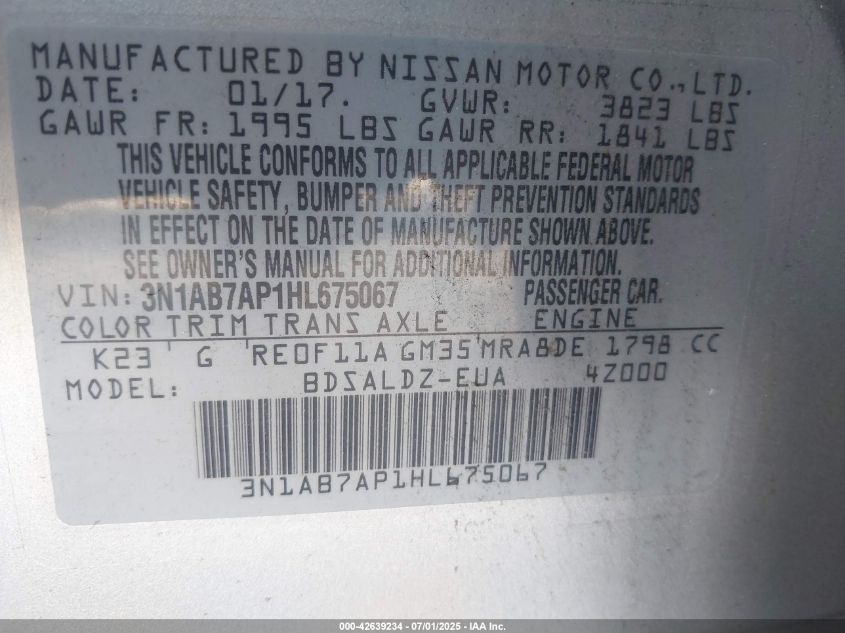 MANUFACTURED BY NISSAN MOTOR CO., LTD.
DATE: 01/17. GVWR: 3823 LBS
GAWR FR: 1995 LBS GAWR RR: 1841 LBS
THIS VEHICLE CONFORMS TO ALL APPLICABLE FEDERAL MOTOR
VEHICLE SAFETY, BUMPER AND THEFT PREVENTION STANDARDS
IN EFFECT ON THE DATE OF MANUFACTURE SHOWN ABOVE.
SEE OWNER'S MANUAL FOR ADDITIONAL INFORMATION.
VIN: 3N1AB7AP1HL675067 PASSENGER CAR.
COLOR TRIM TRANS AXLE ENGINE
K23 ' G 'RE0F11A GM35'MRA8DE 1798 CC
MODEL: BDSALDZ-EUA 4Z000
3N1AB7AP1HL675067
000-42639234 - 07/01/2025 - IAA Inc.